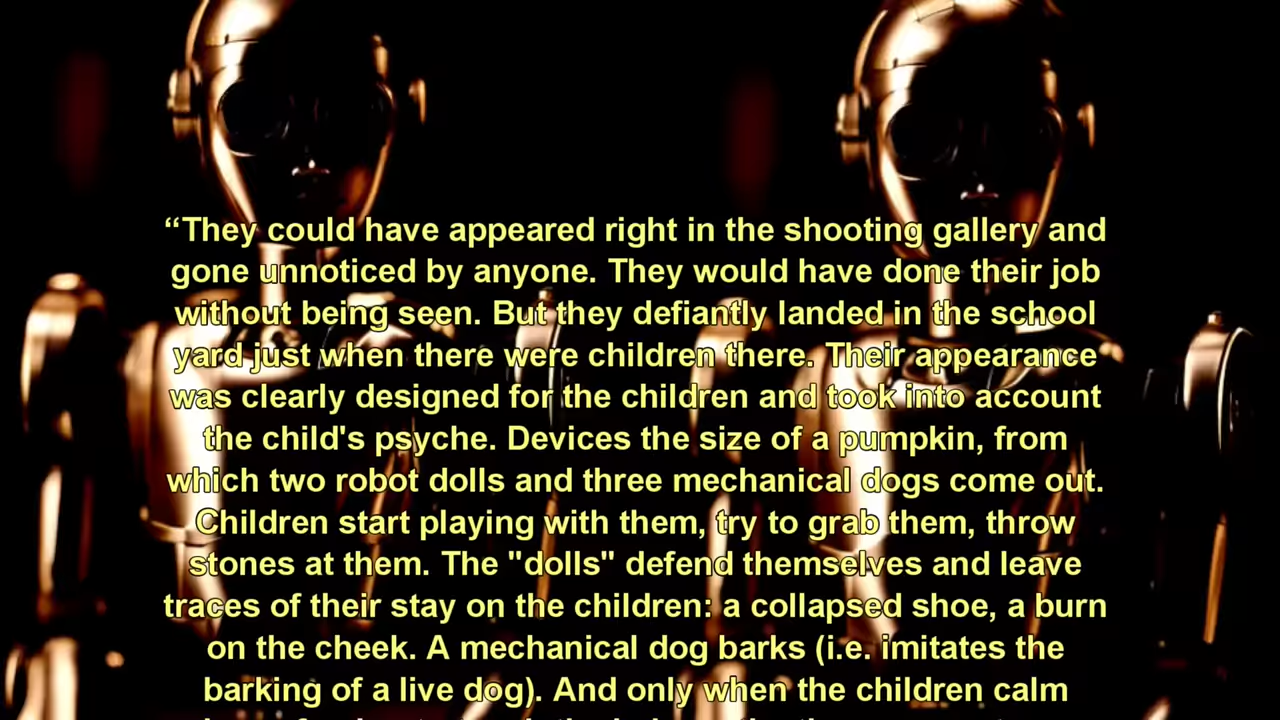 “They could have appeared right in the shooting gallery and
gone unnoticed by anyone. They would have done their job
without being seen. But they defiantly landed in the school
yard just when there were children there. Their appearance
was clearly designed for the children and took into account
the child's psyche. Devices the size of a pumpkin, from
which two robot dolls and three mechanical dogs come out.
Children start playing with them, try to grab them, throw
stones at them. The "dolls" defend themselves and leave
traces of their stay on the children: a collapsed shoe, a burn
on the cheek. A mechanical dog barks (i.e. imitates the
barking of a live dog). And only when the children calm